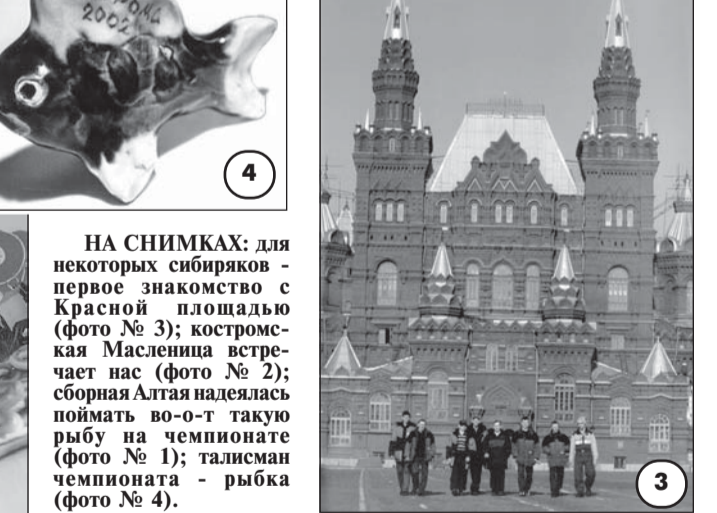 2002
4
НА СНИМКАХ: для
некоторых сибиряков -
первое знакомство с
Красной площадью
(фото № 3); костромс-
кая Масленица встре-
чает нас (фото № 2);
сборная Алтая надеялась
поймать во-о-т такую
рыбу на чемпионате
(фото № 1); талисман
чемпионата - рыбка
(фото № 4).
3